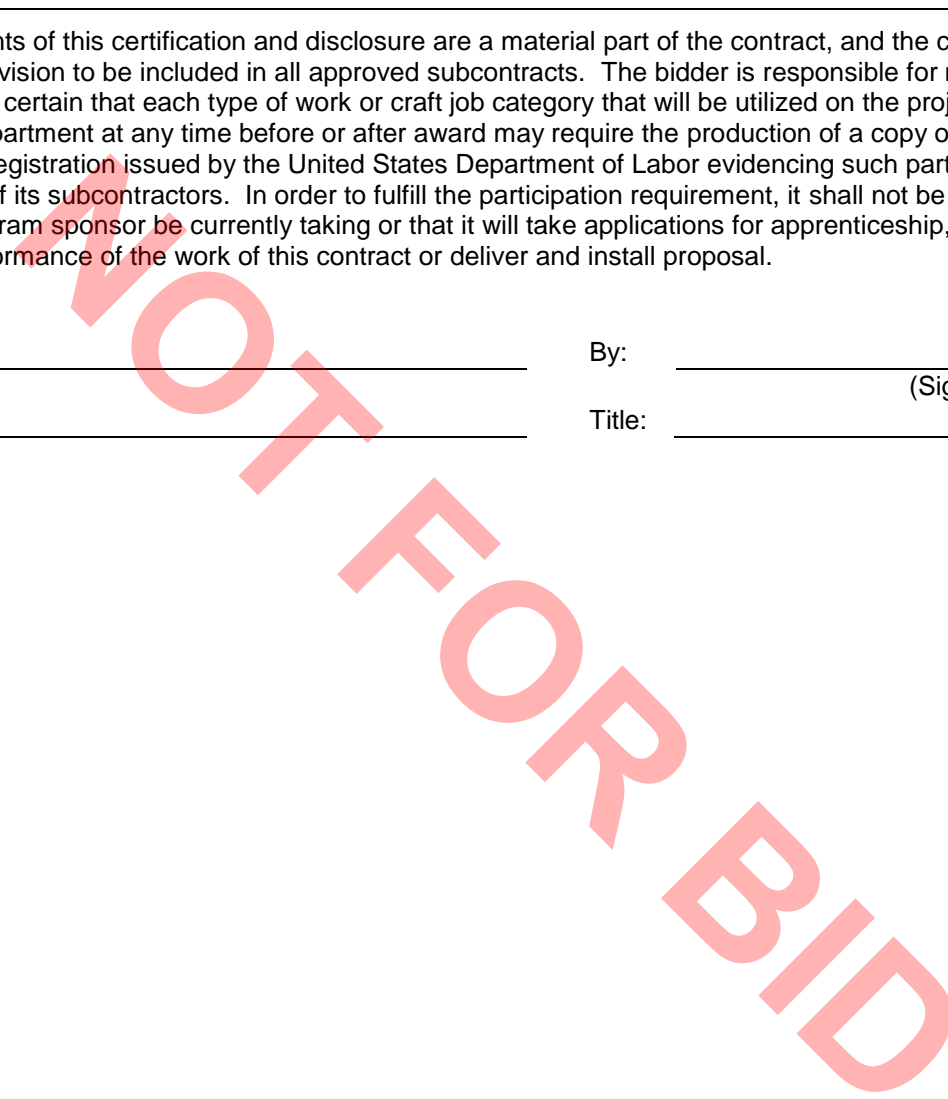 nts of this certification and disclosure are a material part of the contract, and the c
vision to be included in all approved subcontracts.  The bidder is responsible for
certain that each type of work or craft job category that will be utilized on the proj
partment at any time before or after award may require the production of a copy o
egistration issued by the United States Department of Labor evidencing such part
f its subcontractors.  In order to fulfill the participation requirement, it shall not be
ram sponsor be currently taking or that it will take applications for apprenticeship,
ormance of the work of this contract or deliver and install proposal.
By:
(Sig
Title:
NOT FOR BID